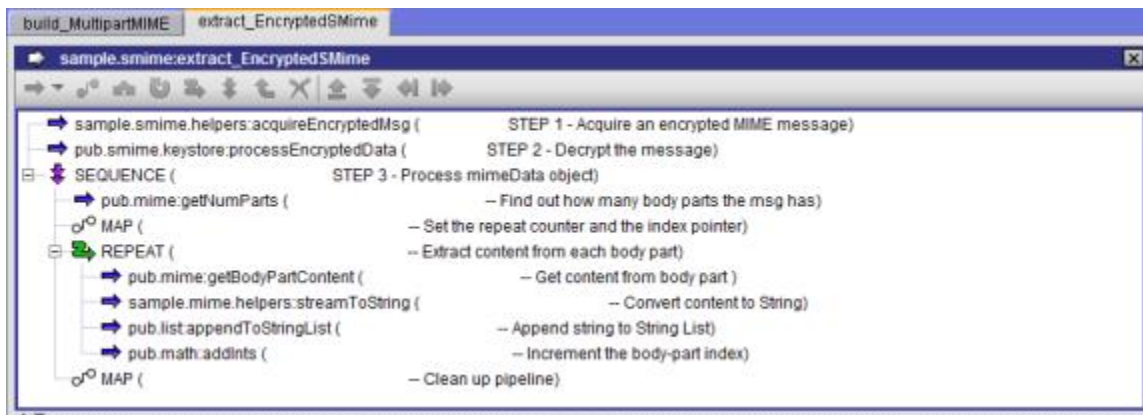 build_MultipartMIME extract_EncryptedSMime
sample.smime:extract_EncryptedSMime
sample.smime.helpers:acquireEncryptedMsg ( STEP 1 - Acquire an encrypted MIME message)
pub.smime.keystore:processEncryptedData ( STEP 2 - Decrypt the message)
SEQUENCE ( STEP 3 - Process mimeData object)
pub.mime:getNumParts ( -- Find out how many body parts the msg has)
MAP ( -- Set the repeat counter and the index pointer)
REPEAT ( -- Extract content from each body part)
pub.mime:getBodyPartContent ( -- Get content from body part )
sample.mime.helpers:streamToString ( -- Convert content to String)
pub.list:appendToStringList ( -- Append string to String List)
pub.math:addInts ( -- Increment the body-part index)
MAP ( -- Clean up pipeline)